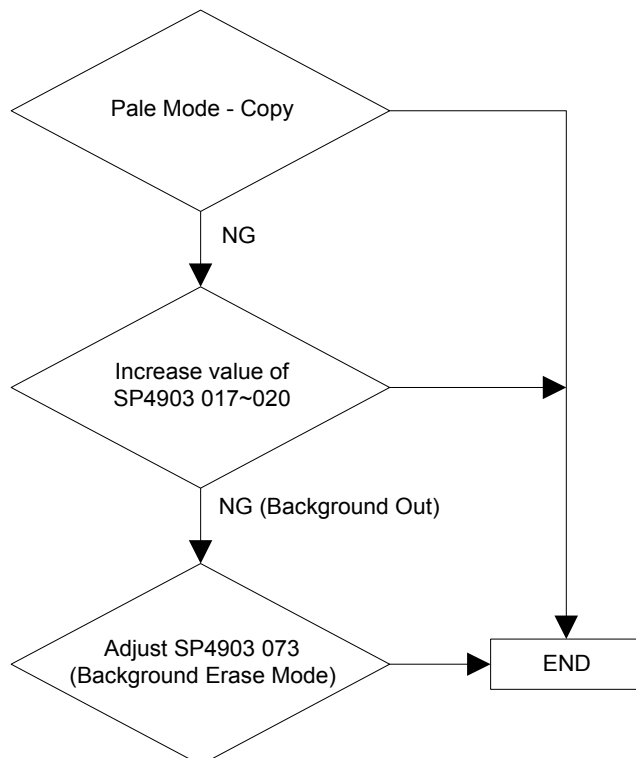 Pale Mode - Copy
NG
Increase value of
SP4903 017~020
NG (Background Out)
Adjust SP4903 073
(Background Erase Mode)
END